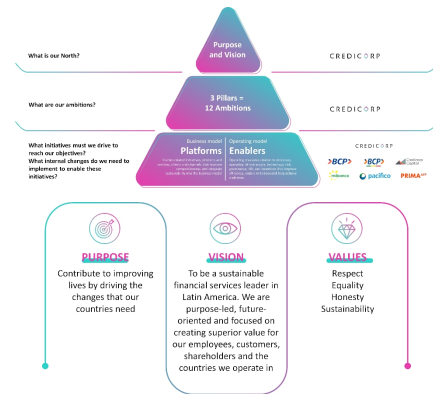 Purpose
and Vision
What is our North?
CREDICORP
3 Pillars =
12 Ambitions
What are our ambitions?
CREDICORP
What initiatives must we drive to
reach our objectives?
What internal changes do we need to
implement to enable these
initiatives?
Business model
Platforms
Operating model
Enablers
CREDICORP
BCP
BCP
Credicorp
Capital
mibanco
pacífico
PRIMA AFP
PURPOSE
Contribute to improving
lives by driving the
changes that our
countries need
VISION
To be a sustainable
financial services leader in
Latin America. We are
purpose-led, future-
oriented and focused on
creating superior value for
our employees, customers,
shareholders and the
countries we operate in
VALUES
Respect
Equality
Honesty
Sustainability